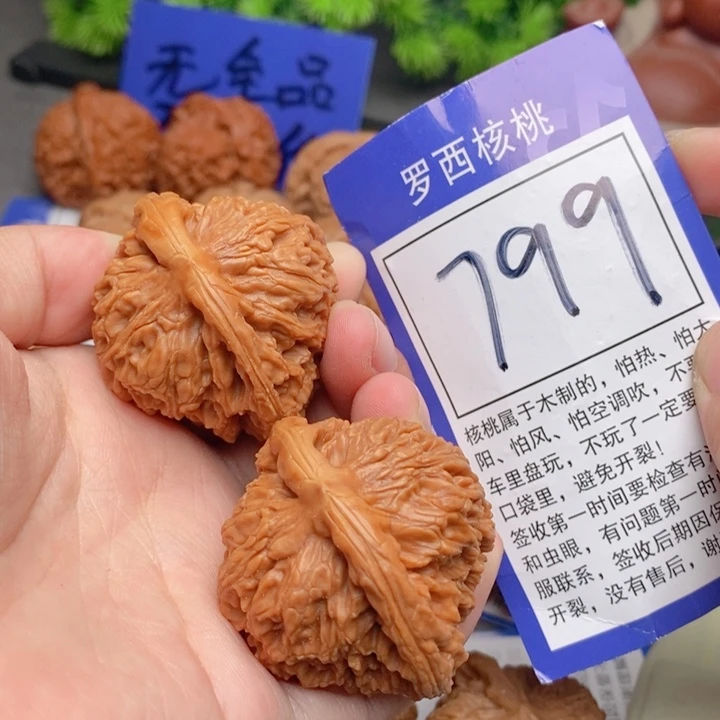 无全品
罗西核桃
799
核桃属于木制的，怕热、怕太
阳、怕风、怕空调吹，不要
车里盘玩，不玩了一定要
口袋里，避免开裂！
签收第一时间要检查有
和虫眼，有问题第一时
服联系，签收后期因
开裂，没有售后，谢